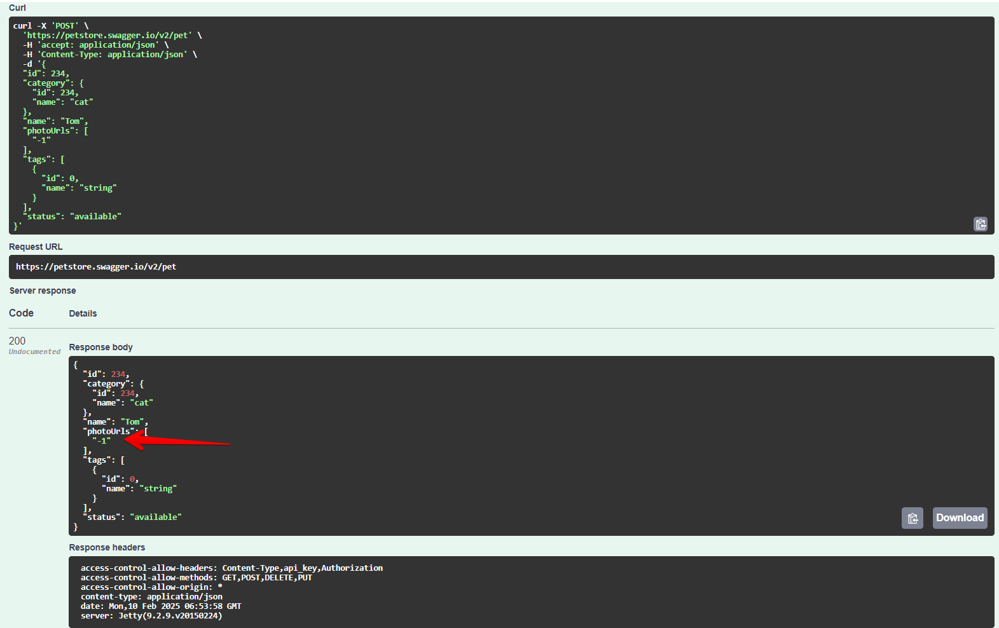 Curl
curl -X 'POST' \
  'https://petstore.swagger.io/v2/pet' \
  -H 'accept: application/json' \
  -H 'Content-Type: application/json' \
  -d '{
  "id": 234,
  "category": {
    "id": 234,
    "name": "cat"
  },
  "name": "Tom",
  "photoUrls": [
    "-1"
  ],
  "tags": [
    {
      "id": 0,
      "name": "string"
    }
  ],
  "status": "available"
}'
Request URL
https://petstore.swagger.io/v2/pet
Server response
Code Details
200
Undocumented
Response body
{
  "id": 234,
  "category": {
    "id": 234,
    "name": "cat"
  },
  "name": "Tom",
  "photoUrls": [
    "-1"
  ],
  "tags": [
    {
      "id": 0,
      "name": "string"
    }
  ],
  "status": "available"
}
Download
Response headers
access-control-allow-headers: Content-Type,api_key,Authorization
access-control-allow-methods: GET,POST,DELETE,PUT
access-control-allow-origin: *
content-type: application/json
date: Mon,10 Feb 2025 06:53:58 GMT
server: Jetty(9.2.9.v20150224)